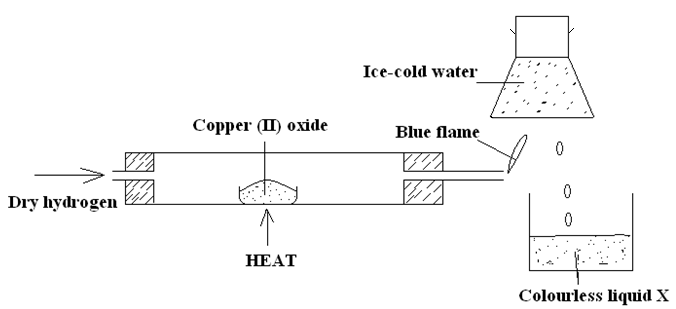 Ice-cold water
Copper (II) oxide
Blue flame
Dry hydrogen
HEAT
Colourless liquid X